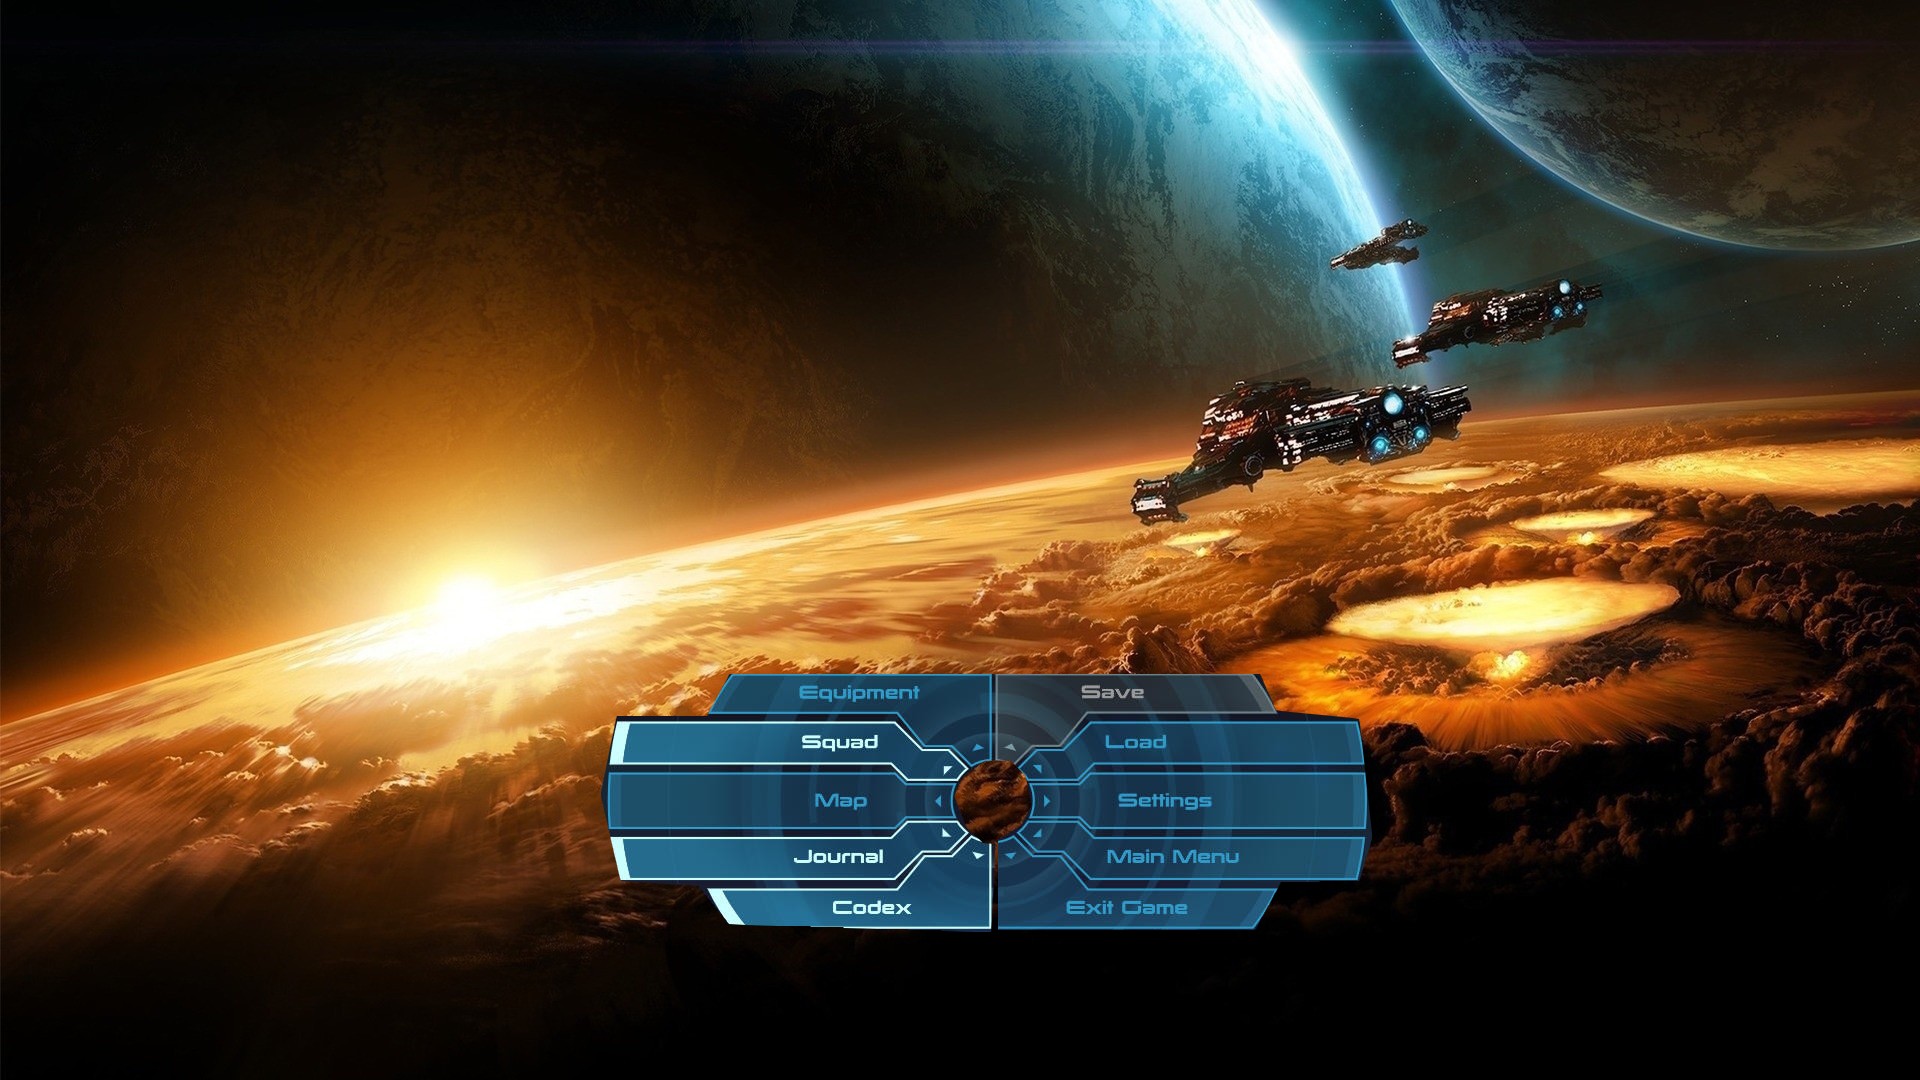 Equipment
Save
Squad
Load
Map
Settings
Journal
Main Menu
Codex
Exit Game